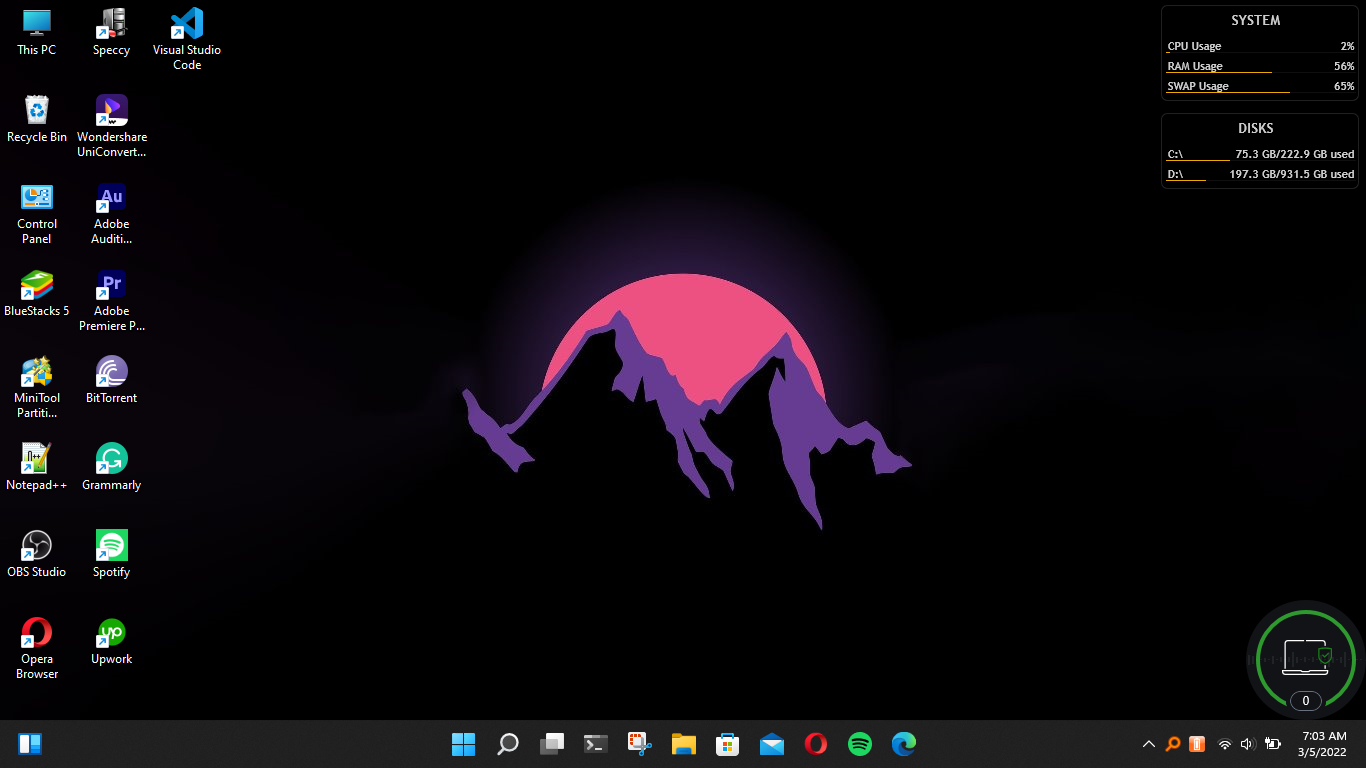 This PC
Speccy
Visual Studio
Code
Recycle Bin
Wondershare
UniConvert...
Control
Panel
Au
Adobe
Auditi...
BlueStacks 5
Pr
Adobe
Premiere P...
MiniTool
Partiti...
BitTorrent
Notepad++
Grammarly
OBS Studio
Spotify
Opera
Browser
up
Upwork
SYSTEM
CPU Usage 2%
RAM Usage 56%
SWAP Usage 65%
DISKS
C:\ 75.3 GB/222.9 GB used
D:\ 197.3 GB/931.5 GB used
0
7:03 AM
3/5/2022